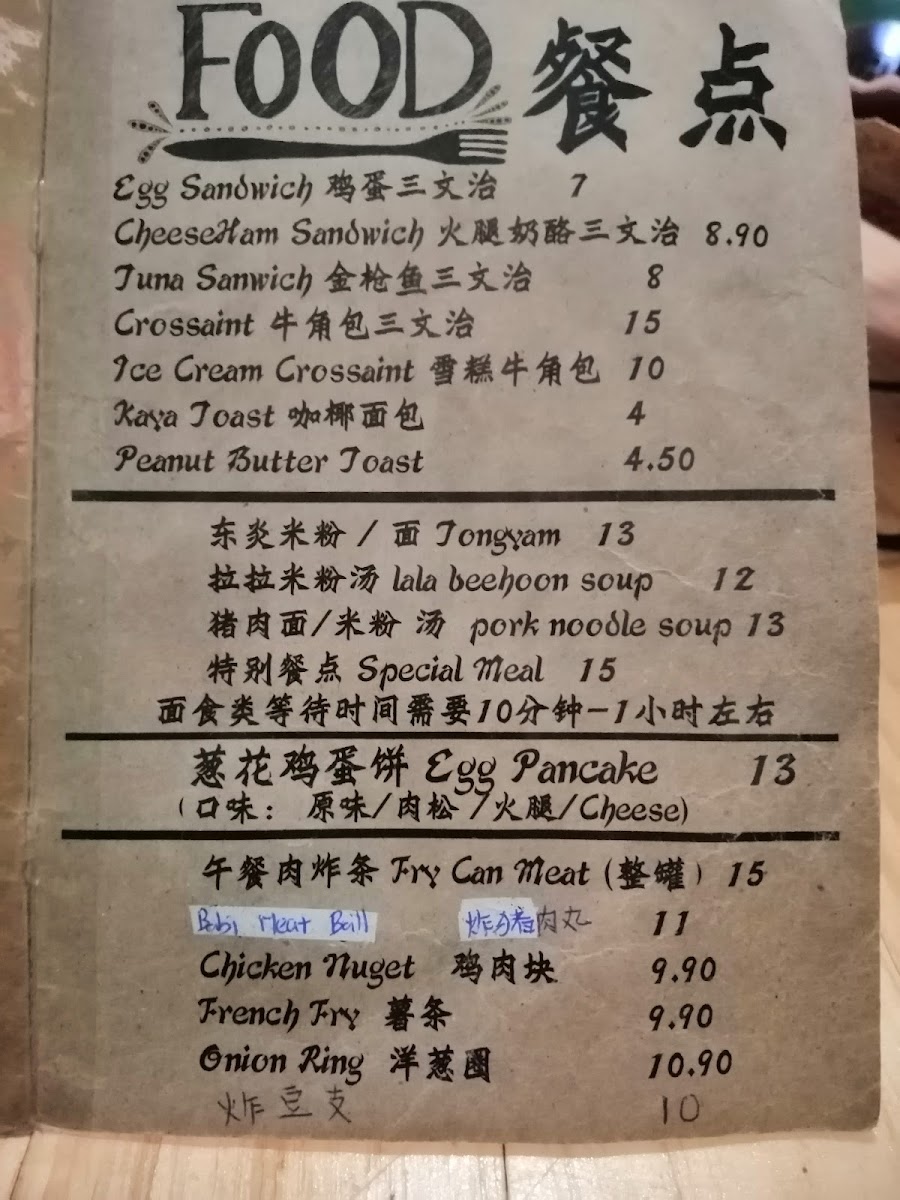 FOOD 餐点
Egg Sandwich 鸡蛋三文治 7
CheeseHam Sandwich 火腿奶酪三文治 8.90
Tuna Sanwich 金枪鱼三文治 8
Crossaint 牛角包三文治 15
Ice Cream Crossaint 雪糕牛角包 10
Kaya Toast 咖椰面包 4
Peanut Butter Toast 4.50
东炎米粉 / 面 Tongyam 13
拉拉米粉汤 lala beehoon soup 12
猪肉面/米粉 汤 pork noodle soup 13
特别餐点 Special Meal 15
面食类等待时间需要10分钟-1小时左右
葱花鸡蛋饼 Egg Pancake 13
(口味: 原味/肉松 /火腿/Cheese)
午餐肉炸条 Fry Can Meat (整罐) 15
Babi Meat Ball 炸猪肉丸 11
Chicken Nuget 鸡肉块 9.90
French Fry 薯条 9.90
Onion Ring 洋葱圈 10.90
炸豆支 10